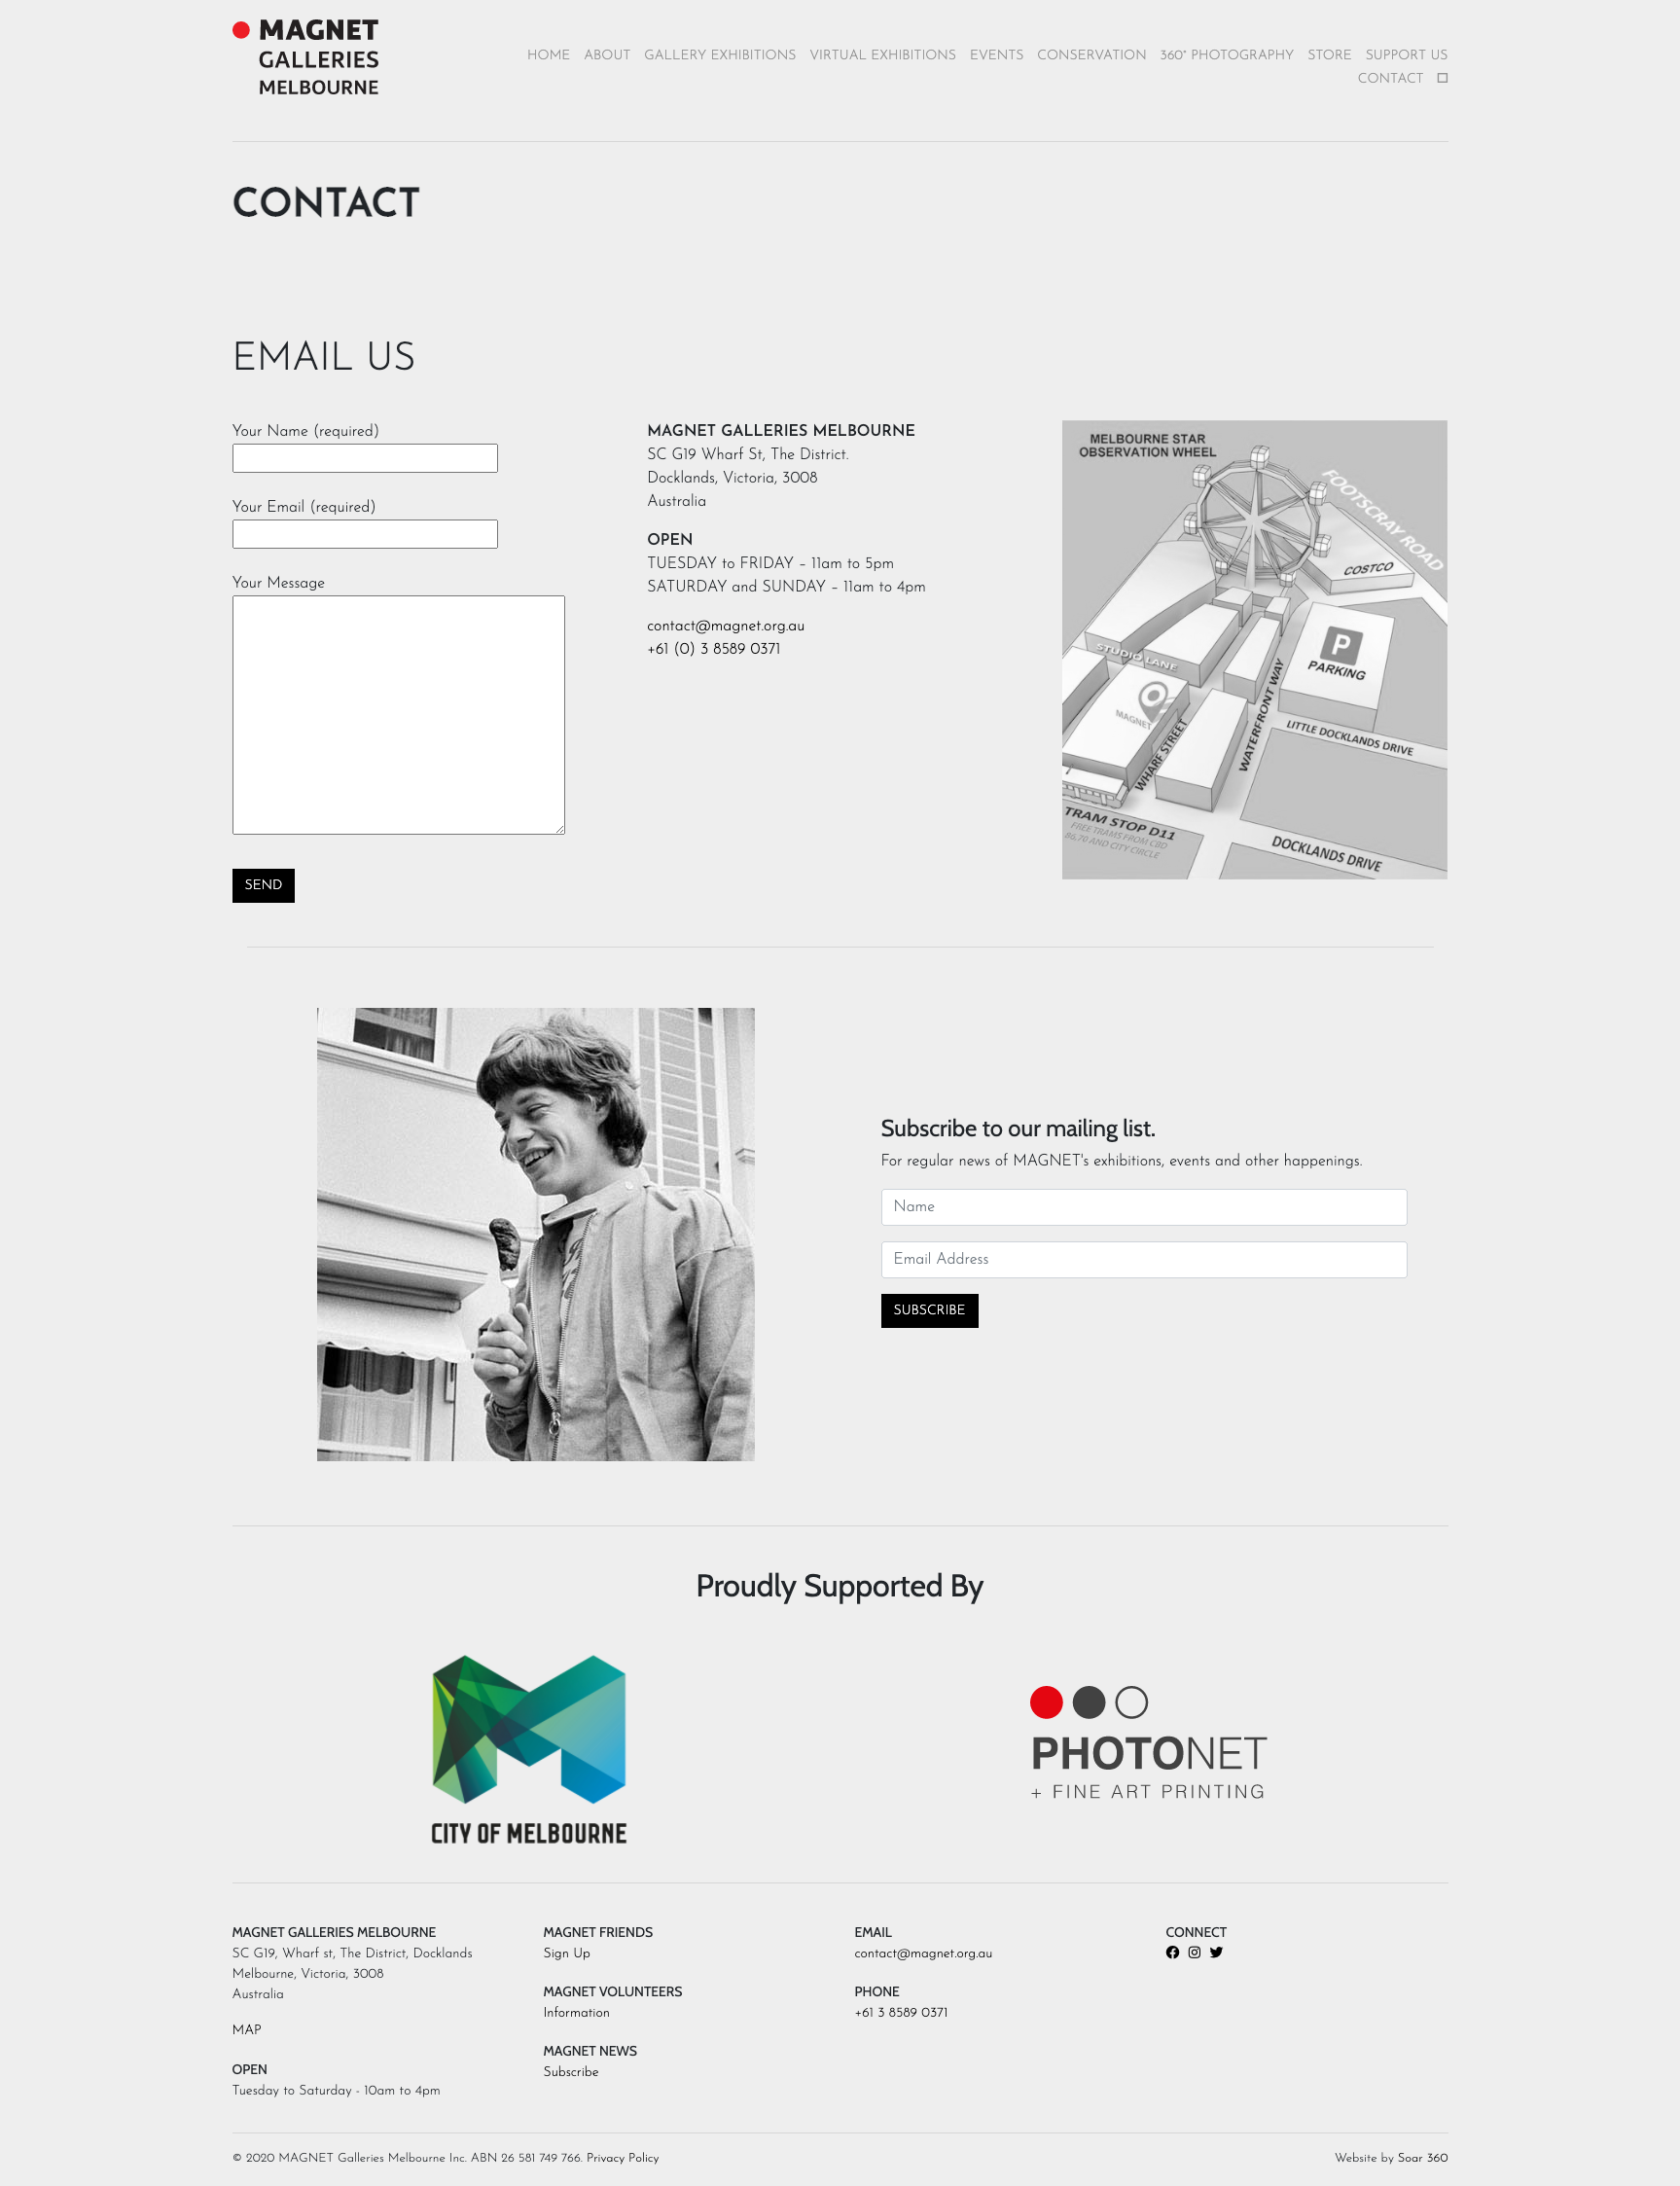 MAGNET
GALLERIES
MELBOURNE
HOME ABOUT GALLERY EXHIBITIONS VIRTUAL EXHIBITIONS EVENTS CONSERVATION 360° PHOTOGRAPHY STORE SUPPORT US
CONTACT
CONTACT
EMAIL US
Your Name (required)
Your Email (required)
Your Message
SEND
MAGNET GALLERIES MELBOURNE
SC G19 Wharf St, The District.
Docklands, Victoria, 3008
Australia
OPEN
TUESDAY to FRIDAY – 11am to 5pm
SATURDAY and SUNDAY – 11am to 4pm
contact@magnet.org.au
+61 (0) 3 8589 0371
MELBOURNE STAR
OBSERVATION WHEEL
FOOTSCRAY ROAD
COSTCO
P
PARKING
STUDIO LANE
MAGNET
WHARF STREET
WATERFRONT WAY
LITTLE DOCKLANDS DRIVE
TRAM STOP D11
FREE TRAMS FROM CBD
86,70 AND CITY CIRCLE
DOCKLANDS DRIVE
Subscribe to our mailing list.
For regular news of MAGNET's exhibitions, events and other happenings.
Name
Email Address
SUBSCRIBE
Proudly Supported By
CITY OF MELBOURNE
PHOTONET
+ FINE ART PRINTING
MAGNET GALLERIES MELBOURNE
SC G19, Wharf st, The District, Docklands
Melbourne, Victoria, 3008
Australia
MAP
OPEN
Tuesday to Saturday - 10am to 4pm
MAGNET FRIENDS
Sign Up
MAGNET VOLUNTEERS
Information
MAGNET NEWS
Subscribe
EMAIL
contact@magnet.org.au
PHONE
+61 3 8589 0371
CONNECT
© 2020 MAGNET Galleries Melbourne Inc. ABN 26 581 749 766. Privacy Policy
Website by Soar 360